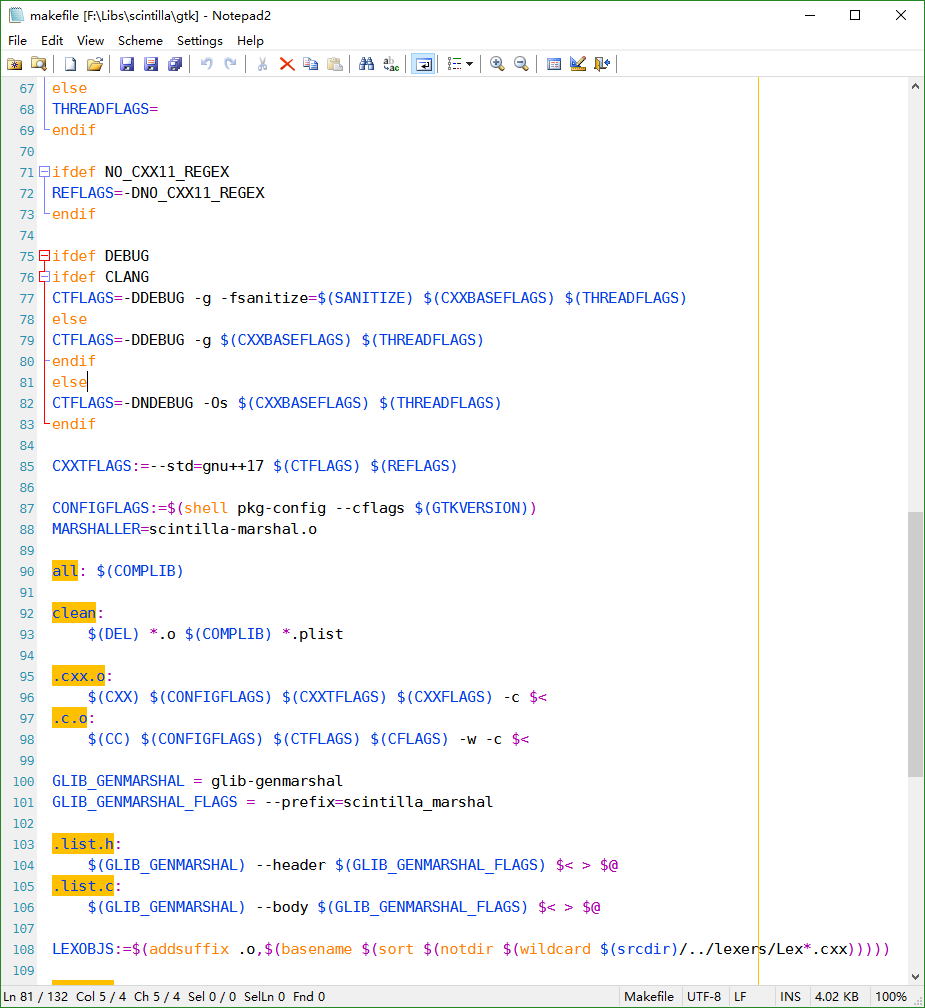 makefile [F:\Libs\scintilla\gtk] - Notepad2
File Edit View Scheme Settings Help
67 else
68 THREADFLAGS=
69 endif
70
71 ifdef NO_CXX11_REGEX
72 REFLAGS=-DNO_CXX11_REGEX
73 endif
74
75 ifdef DEBUG
76 ifdef CLANG
77 CTFLAGS=-DDEBUG -g -fsanitize=$(SANITIZE) $(CXXBASEFLAGS) $(THREADFLAGS)
78 else
79 CTFLAGS=-DDEBUG -g $(CXXBASEFLAGS) $(THREADFLAGS)
80 endif
81 else
82 CTFLAGS=-DNDEBUG -Os $(CXXBASEFLAGS) $(THREADFLAGS)
83 endif
84
85 CXXTFLAGS:=--std=gnu++17 $(CTFLAGS) $(REFLAGS)
86
87 CONFIGFLAGS:=$(shell pkg-config --cflags $(GTKVERSION))
88 MARSHALLER=scintilla-marshal.o
89
90 all: $(COMPLIB)
91
92 clean:
93     $(DEL) *.o $(COMPLIB) *.plist
94
95 .cxx.o:
96     $(CXX) $(CONFIGFLAGS) $(CXXTFLAGS) $(CXXFLAGS) -c $<
97 .c.o:
98     $(CC) $(CONFIGFLAGS) $(CTFLAGS) $(CFLAGS) -w -c $<
99
100 GLIB_GENMARSHAL = glib-genmarshal
101 GLIB_GENMARSHAL_FLAGS = --prefix=scintilla_marshal
102
103 .list.h:
104     $(GLIB_GENMARSHAL) --header $(GLIB_GENMARSHAL_FLAGS) $< > $@
105 .list.c:
106     $(GLIB_GENMARSHAL) --body $(GLIB_GENMARSHAL_FLAGS) $< > $@
107
108 LEXOBJS:=$(addsuffix .o,$(basename $(sort $(notdir $(wildcard $(srcdir)/../lexers/Lex*.cxx)))))
109
Ln 81 / 132 Col 5 / 4 Ch 5 / 4 Sel 0 / 0 SelLn 0 Fnd 0 Makefile UTF-8 LF INS 4.02 KB 100%